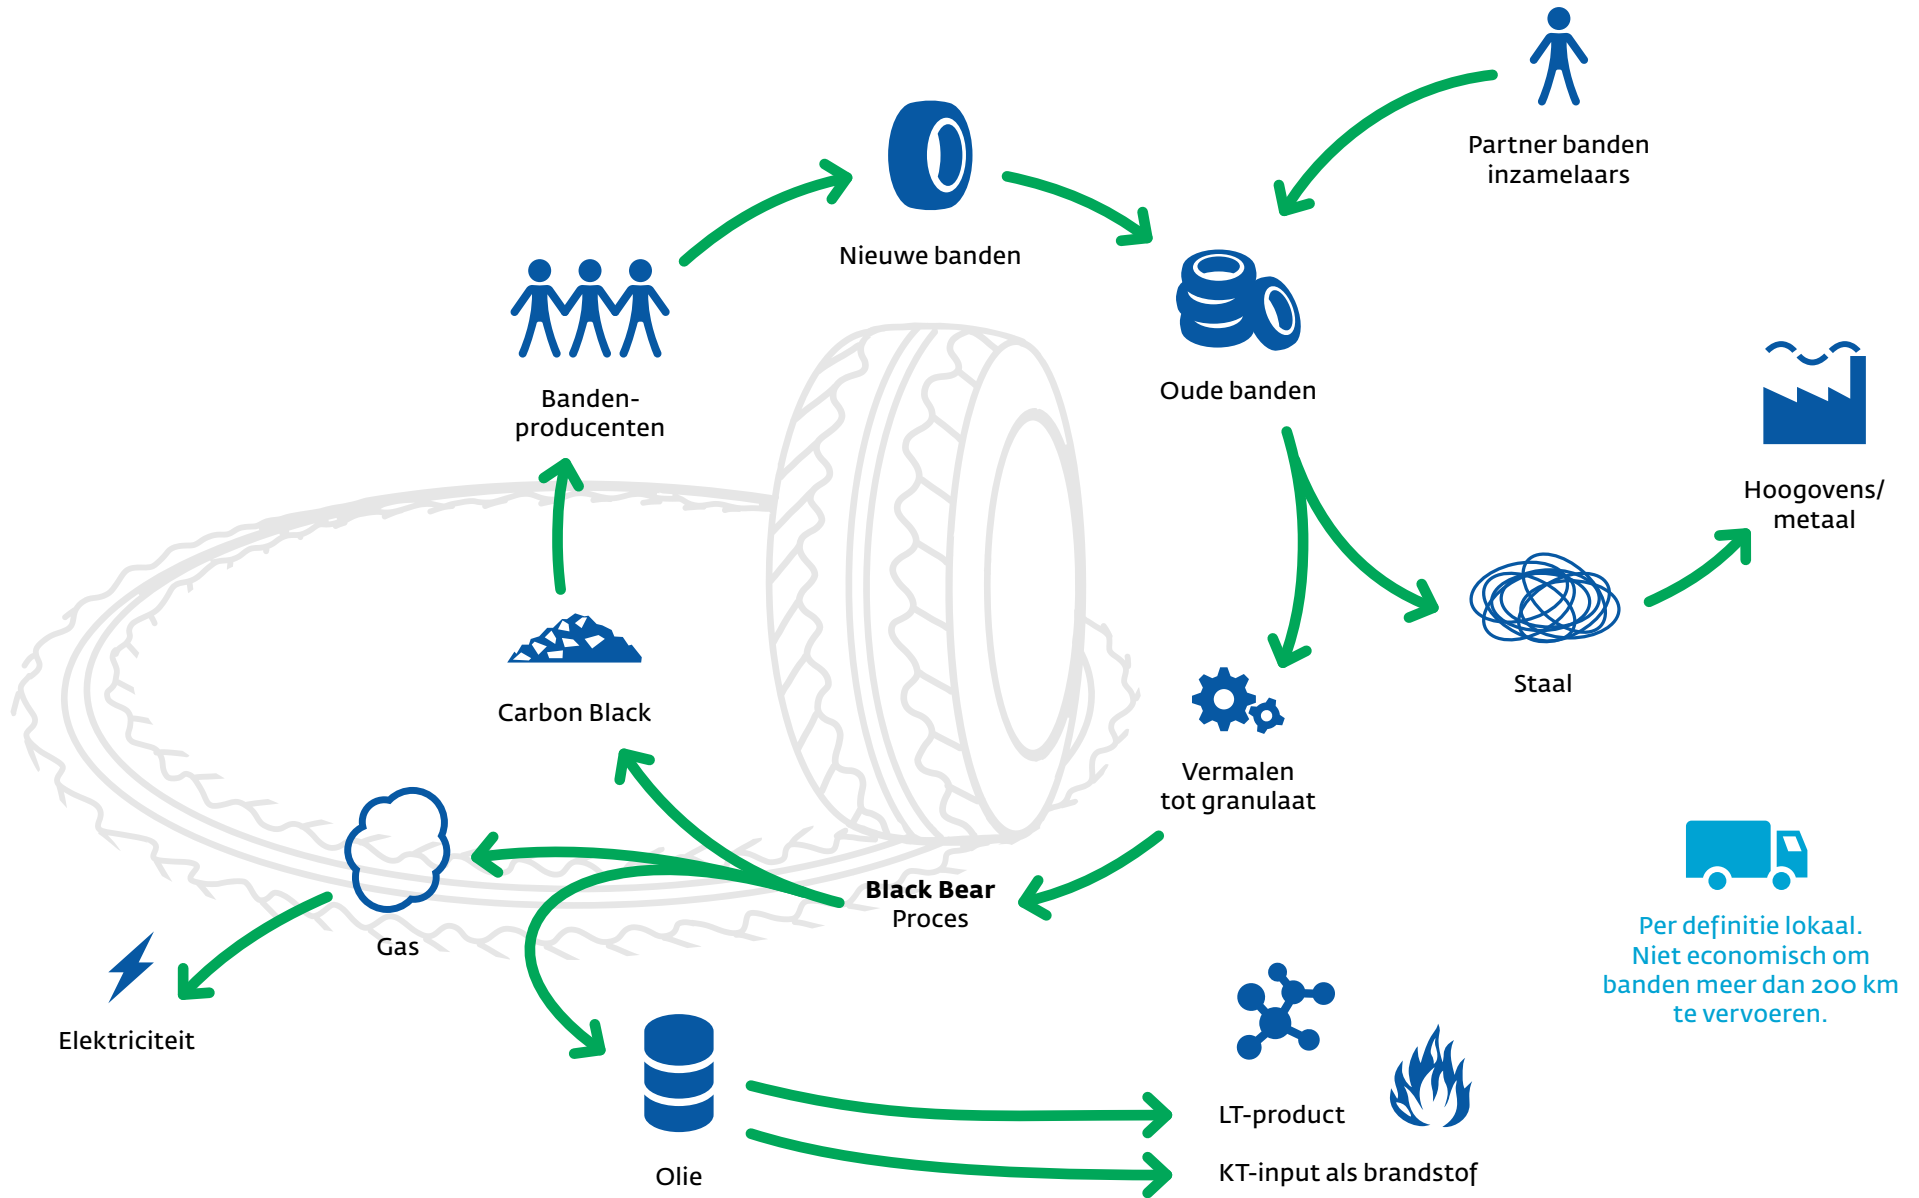 Partner banden
inzamelaars
Nieuwe banden
Oude banden
Banden-
producenten
Hoogovens/
metaal
Staal
Carbon Black
Vermalen
tot granulaat
Black Bear
Proces
Gas
Elektriciteit
Per definitie lokaal.
Niet economisch om
banden meer dan 200 km
te vervoeren.
LT-product
KT-input als brandstof
Olie